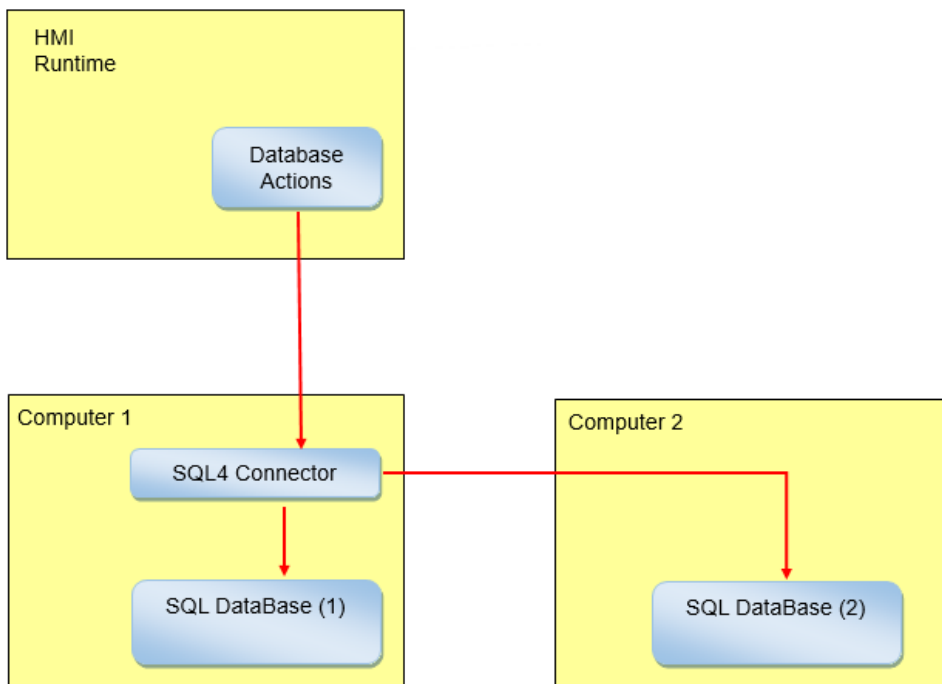 HMI
Runtime
Database
Actions
Computer 1
SQL4 Connector
SQL DataBase (1)
Computer 2
SQL DataBase (2)